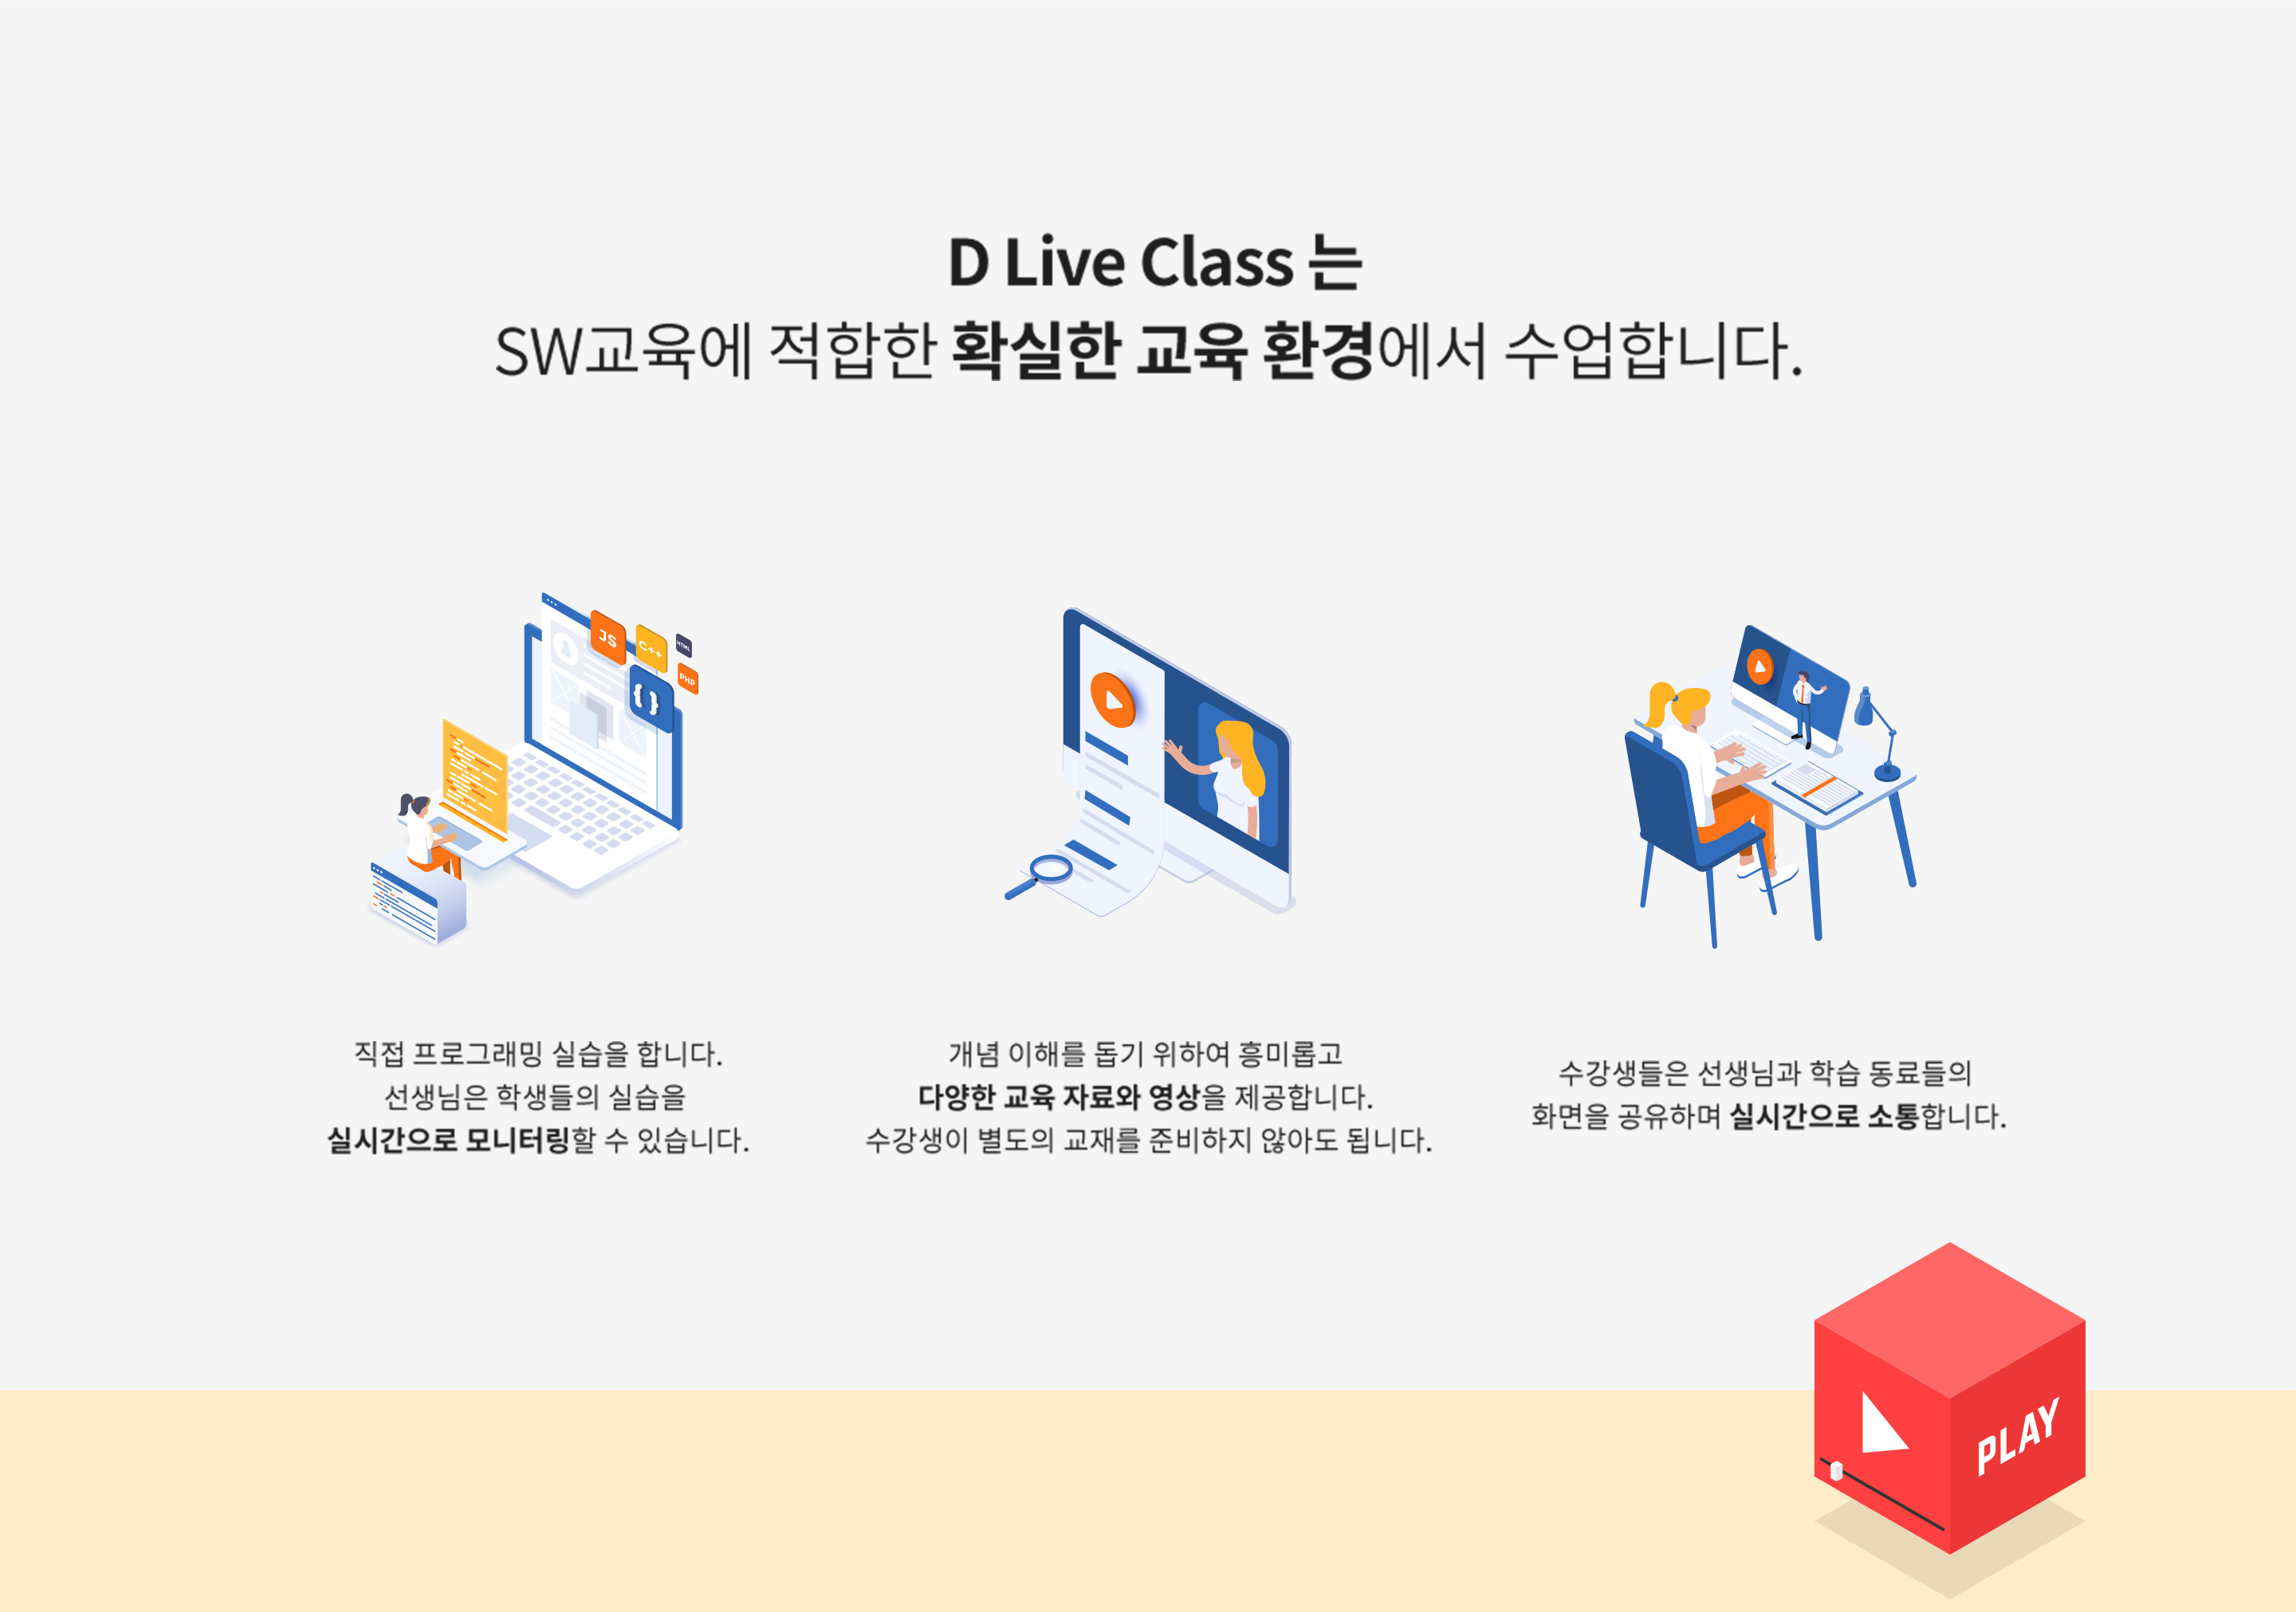 D Live Class 는
SW교육에 적합한 확실한 교육 환경에서 수업합니다.
JS
C++
HTML
PHP
{ }
직접 프로그래밍 실습을 합니다.
선생님은 학생들의 실습을
실시간으로 모니터링할 수 있습니다.
개념 이해를 돕기 위하여 흥미롭고
다양한 교육 자료와 영상을 제공합니다.
수강생이 별도의 교재를 준비하지 않아도 됩니다.
수강생들은 선생님과 학습 동료들의
화면을 공유하며 실시간으로 소통합니다.
PLAY